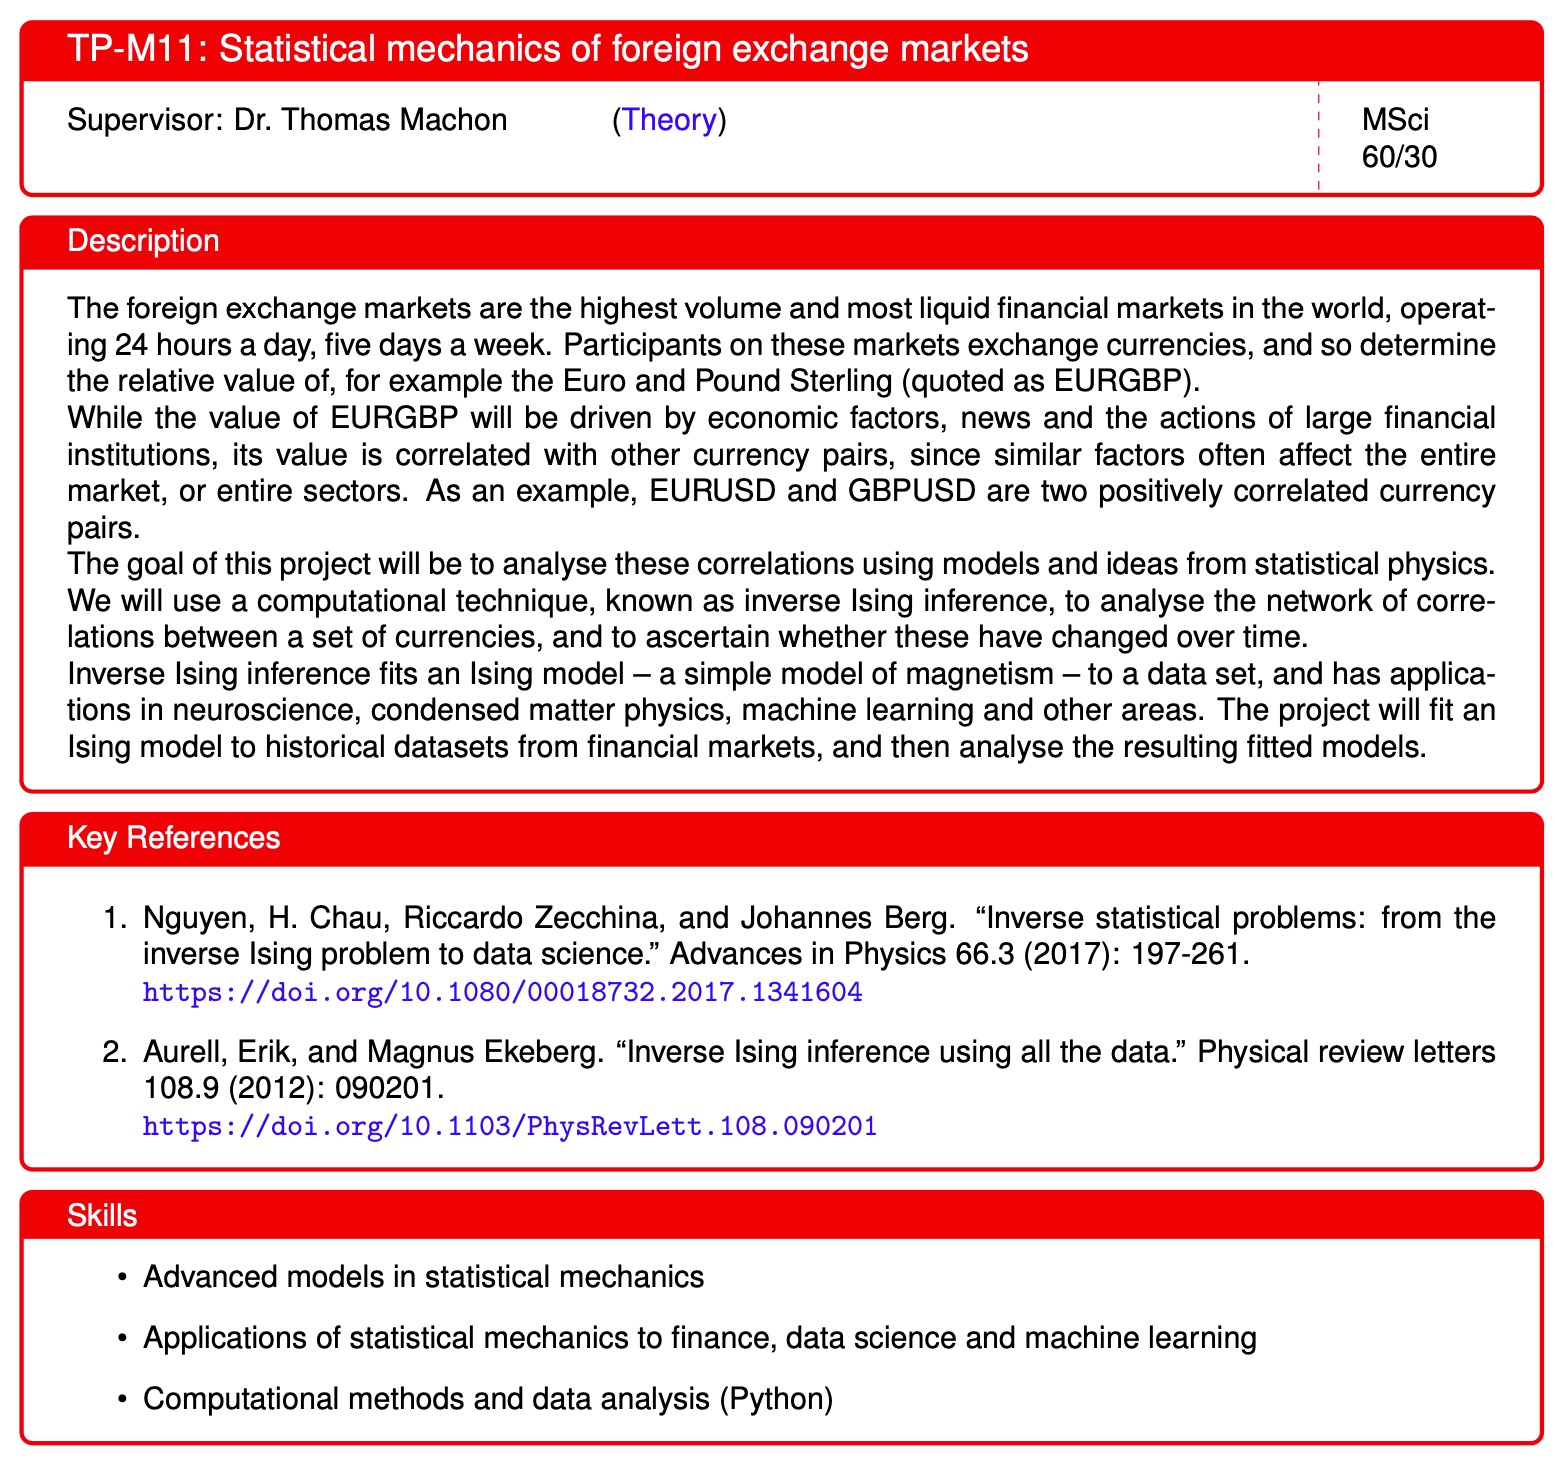 TP-M11: Statistical mechanics of foreign exchange markets
Supervisor: Dr. Thomas Machon (Theory)
MSci
60/30
Description
The foreign exchange markets are the highest volume and most liquid financial markets in the world, operat-
ing 24 hours a day, five days a week. Participants on these markets exchange currencies, and so determine
the relative value of, for example the Euro and Pound Sterling (quoted as EURGBP).
While the value of EURGBP will be driven by economic factors, news and the actions of large financial
institutions, its value is correlated with other currency pairs, since similar factors often affect the entire
market, or entire sectors. As an example, EURUSD and GBPUSD are two positively correlated currency
pairs.
The goal of this project will be to analyse these correlations using models and ideas from statistical physics.
We will use a computational technique, known as inverse Ising inference, to analyse the network of corre-
lations between a set of currencies, and to ascertain whether these have changed over time.
Inverse Ising inference fits an Ising model – a simple model of magnetism – to a data set, and has applica-
tions in neuroscience, condensed matter physics, machine learning and other areas. The project will fit an
Ising model to historical datasets from financial markets, and then analyse the resulting fitted models.
Key References
1. Nguyen, H. Chau, Riccardo Zecchina, and Johannes Berg. “Inverse statistical problems: from the
inverse Ising problem to data science.” Advances in Physics 66.3 (2017): 197-261.
https://doi.org/10.1080/00018732.2017.1341604
2. Aurell, Erik, and Magnus Ekeberg. “Inverse Ising inference using all the data.” Physical review letters
108.9 (2012): 090201.
https://doi.org/10.1103/PhysRevLett.108.090201
Skills
• Advanced models in statistical mechanics
• Applications of statistical mechanics to finance, data science and machine learning
• Computational methods and data analysis (Python)